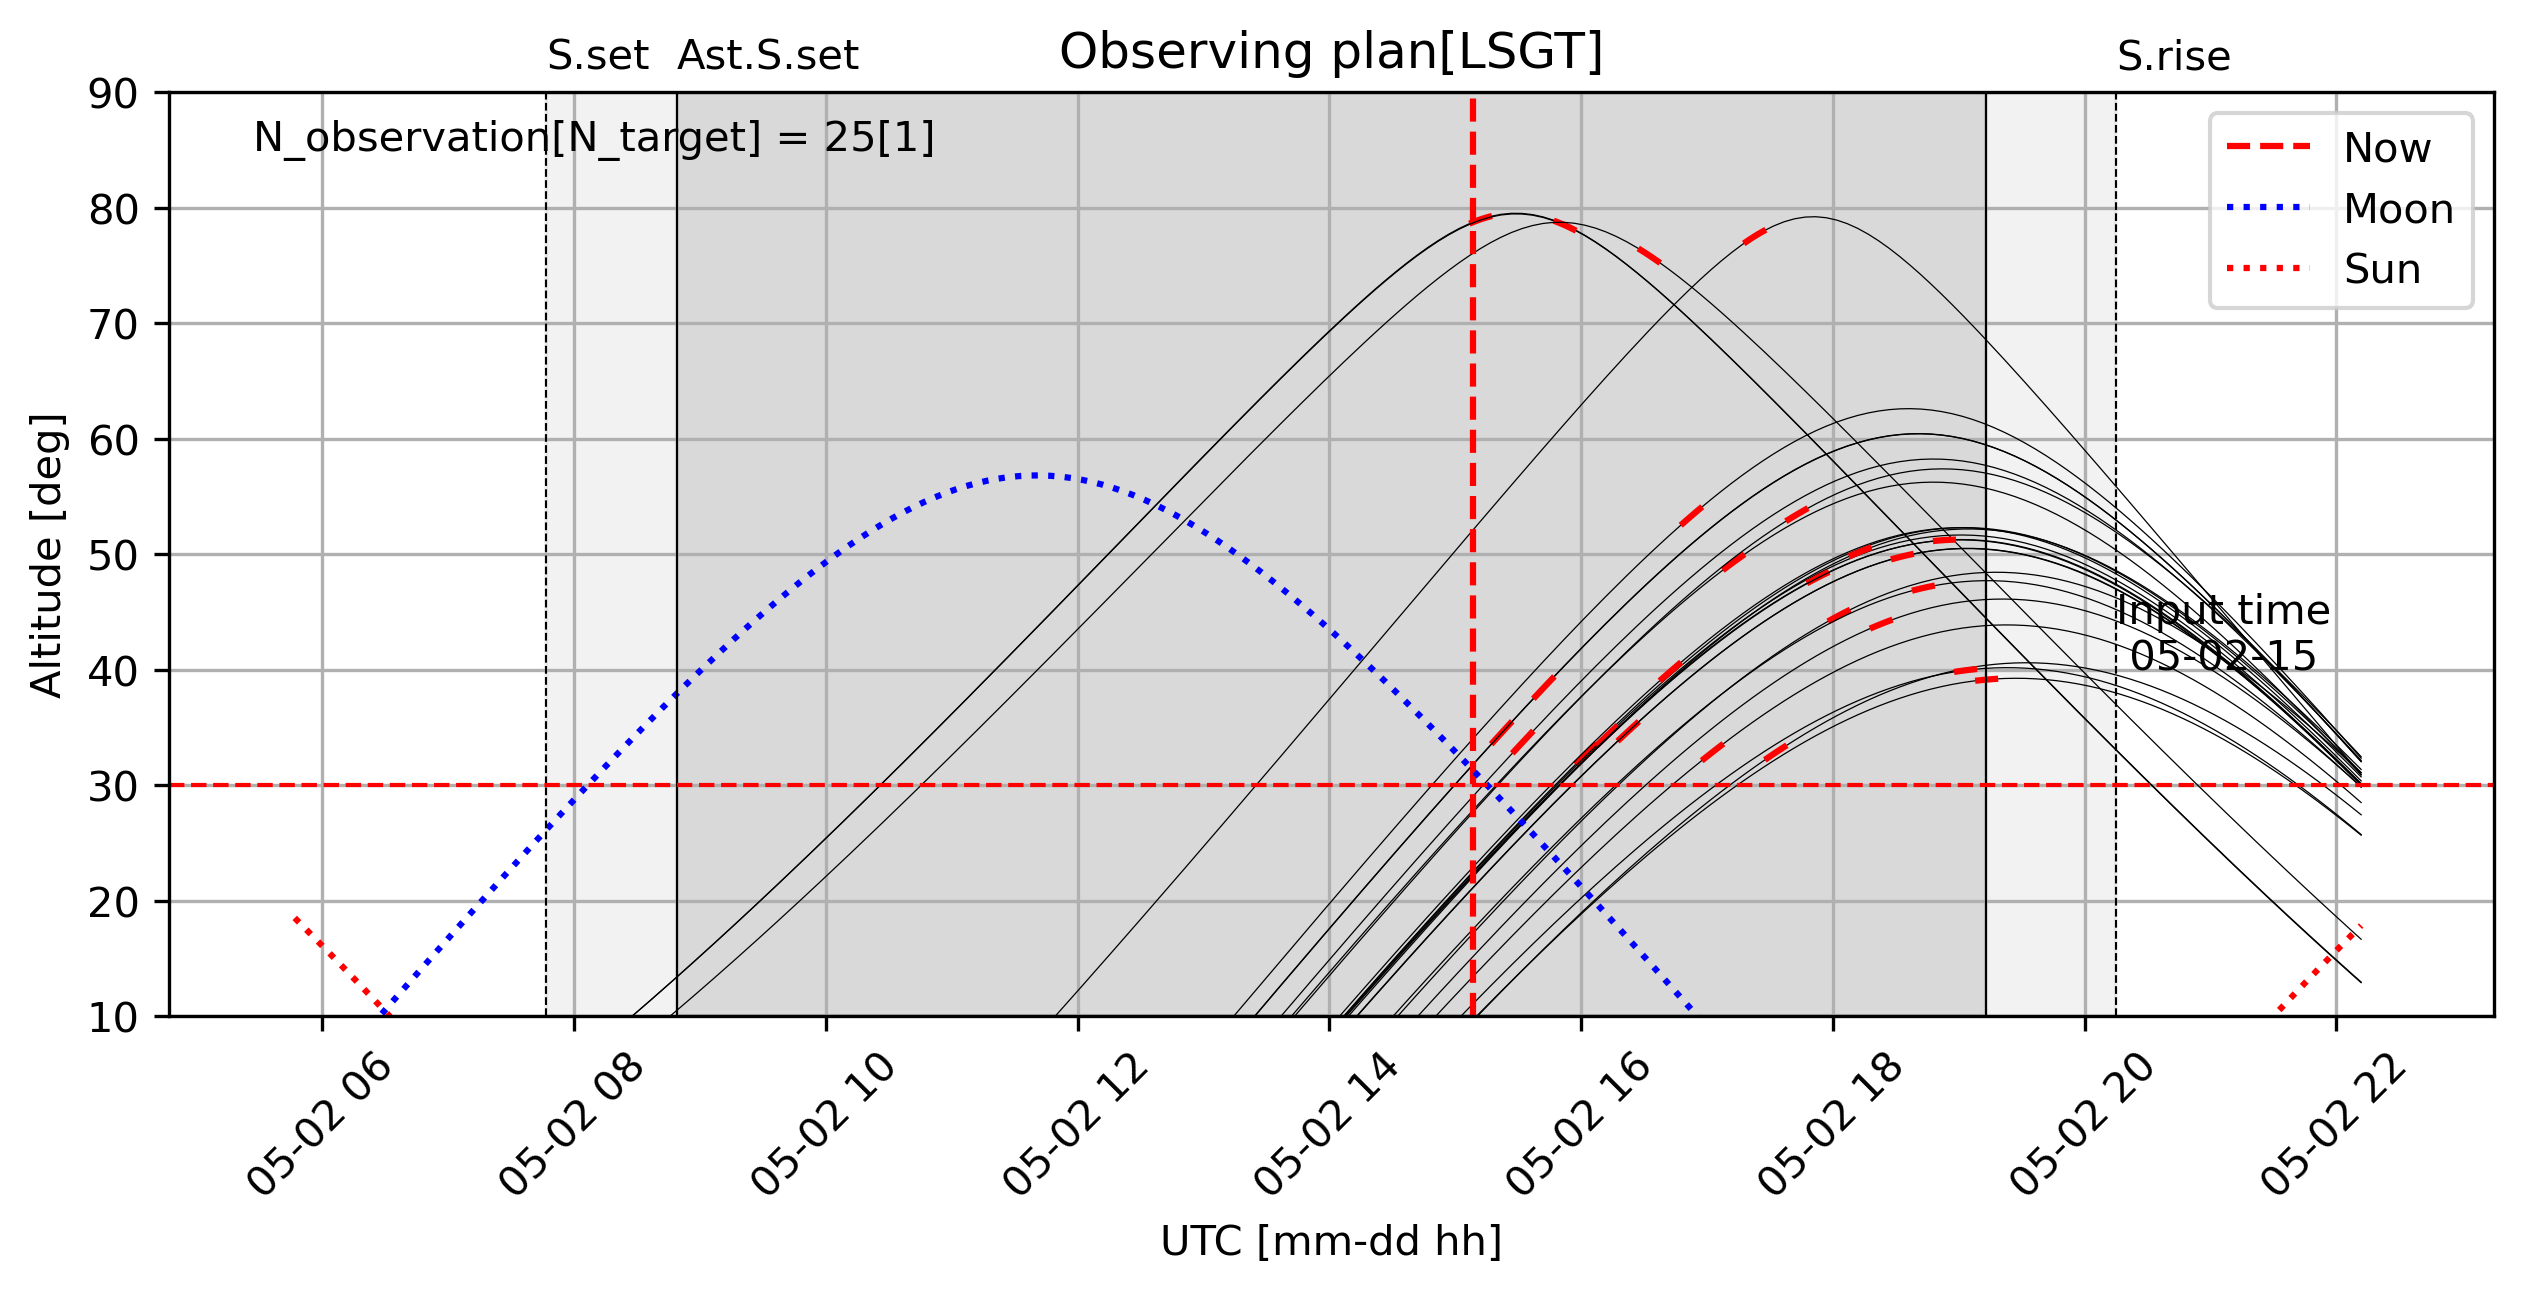 S.set Ast.S.set Observing plan[LSGT] S.rise
N_observation[N_target] = 25[1]
Now
Moon
Sun
Altitude [deg]
90
80
70
60
50
40
30
20
10
Input time
05-02-15
05-02 06
05-02 08
05-02 10
05-02 12
05-02 14
05-02 16
05-02 18
05-02 20
05-02 22
UTC [mm-dd hh]